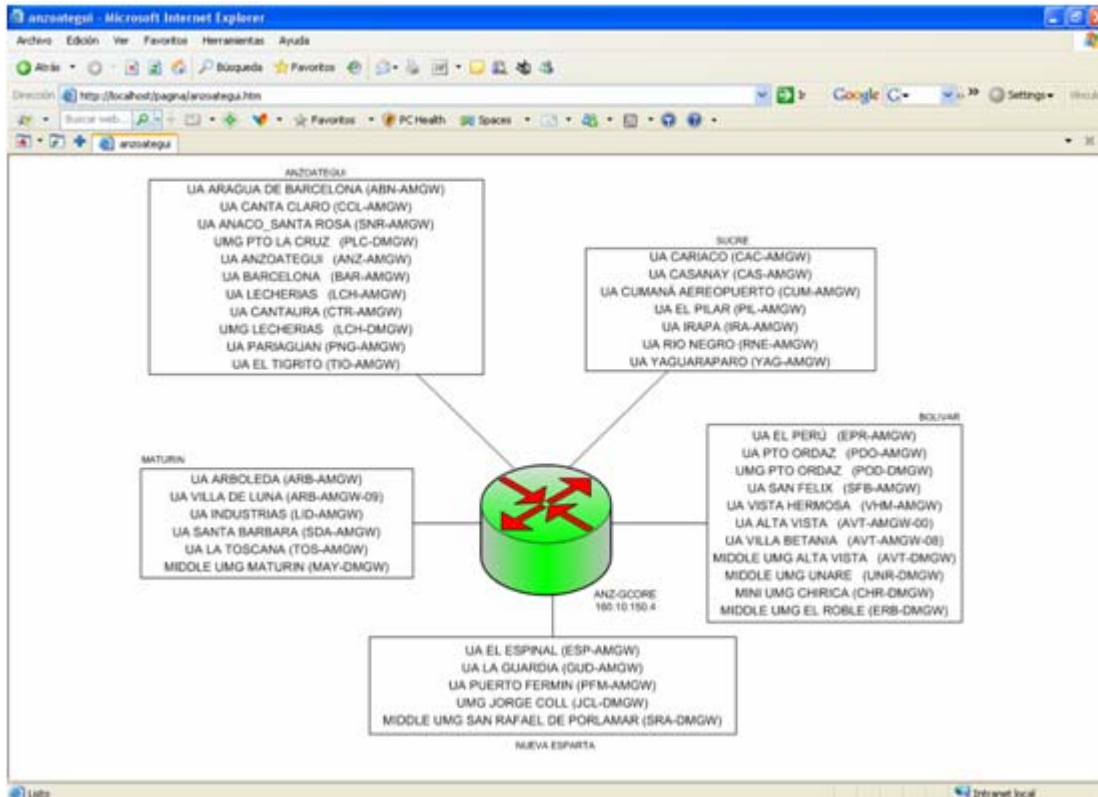 anzoategui - Microsoft Internet Explorer
Archivo Edición Ver Favoritos Herramientas Ayuda
Atrás Búsqueda Favoritos
Dirección http://localhost/pagina/anzoategui.htm Google Settings
Buscar web... Favorites PC Health Spaces
anzoategui
ANZOATEGUI
UA ARAGUA DE BARCELONA (ABN-AMGW)
UA CANTA CLARO (CCL-AMGW)
UA ANACO_SANTA ROSA (SNR-AMGW)
UMG PTO LA CRUZ (PLC-DMGW)
UA ANZOATEGUI (ANZ-AMGW)
UA BARCELONA (BAR-AMGW)
UA LECHERIAS (LCH-AMGW)
UA CANTAURA (CTR-AMGW)
UMG LECHERIAS (LCH-DMGW)
UA PARIAGUAN (PNG-AMGW)
UA EL TIGRITO (TIO-AMGW)
SUCRE
UA CARIACO (CAC-AMGW)
UA CASANAY (CAS-AMGW)
UA CUMANÁ AEREOPUERTO (CUM-AMGW)
UA EL PILAR (PIL-AMGW)
UA IRAPA (IRA-AMGW)
UA RIO NEGRO (RNE-AMGW)
UA YAGUARAPARO (YAG-AMGW)
MATURIN
UA ARBOLEDA (ARB-AMGW)
UA VILLA DE LUNA (ARB-AMGW-09)
UA INDUSTRIAS (LID-AMGW)
UA SANTA BARBARA (SDA-AMGW)
UA LA TOSCANA (TOS-AMGW)
MIDDLE UMG MATURIN (MAY-DMGW)
BOLIVAR
UA EL PERÚ (EPR-AMGW)
UA PTO ORDAZ (PDO-AMGW)
UMG PTO ORDAZ (POD-DMGW)
UA SAN FELIX (SFB-AMGW)
UA VISTA HERMOSA (VHM-AMGW)
UA ALTA VISTA (AVT-AMGW-00)
UA VILLA BETANIA (AVT-AMGW-08)
MIDDLE UMG ALTA VISTA (AVT-DMGW)
MIDDLE UMG UNARE (UNR-DMGW)
MINI UMG CHIRICA (CHR-DMGW)
MIDDLE UMG EL ROBLE (ERB-DMGW)
ANZ-GCORE
160.10.150.4
UA EL ESPINAL (ESP-AMGW)
UA LA GUARDIA (GUD-AMGW)
UA PUERTO FERMIN (PFM-AMGW)
UMG JORGE COLL (JCL-DMGW)
MIDDLE UMG SAN RAFAEL DE PORLAMAR (SRA-DMGW)
NUEVA ESPARTA
Listo Intranet local